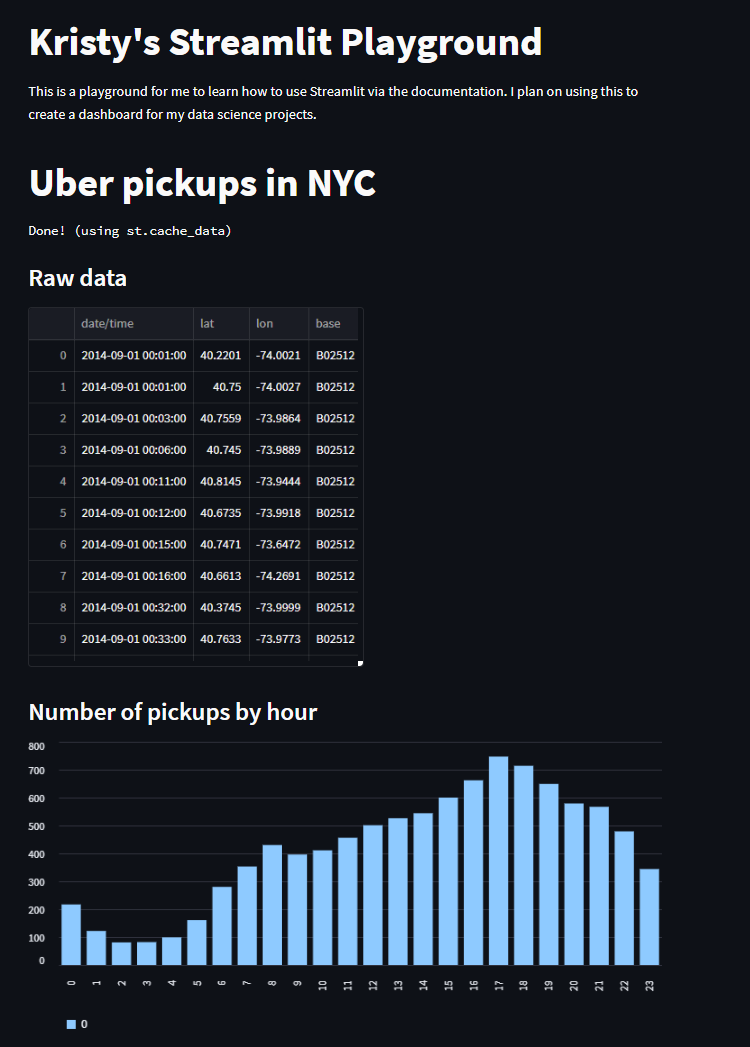 Kristy's Streamlit Playground
This is a playground for me to learn how to use Streamlit via the documentation. I plan on using this to
create a dashboard for my data science projects.
Uber pickups in NYC
Done! (using st.cache_data)
Raw data
date/time lat lon base
0 2014-09-01 00:01:00 40.2201 -74.0021 B02512
1 2014-09-01 00:01:00 40.75 -74.0027 B02512
2 2014-09-01 00:03:00 40.7559 -73.9864 B02512
3 2014-09-01 00:06:00 40.745 -73.9889 B02512
4 2014-09-01 00:11:00 40.8145 -73.9444 B02512
5 2014-09-01 00:12:00 40.6735 -73.9918 B02512
6 2014-09-01 00:15:00 40.7471 -73.6472 B02512
7 2014-09-01 00:16:00 40.6613 -74.2691 B02512
8 2014-09-01 00:32:00 40.3745 -73.9999 B02512
9 2014-09-01 00:33:00 40.7633 -73.9773 B02512
Number of pickups by hour
800
700
600
500
400
300
200
100
0
0 1 2 3 4 5 6 7 8 9 10 11 12 13 14 15 16 17 18 19 20 21 22 23
0